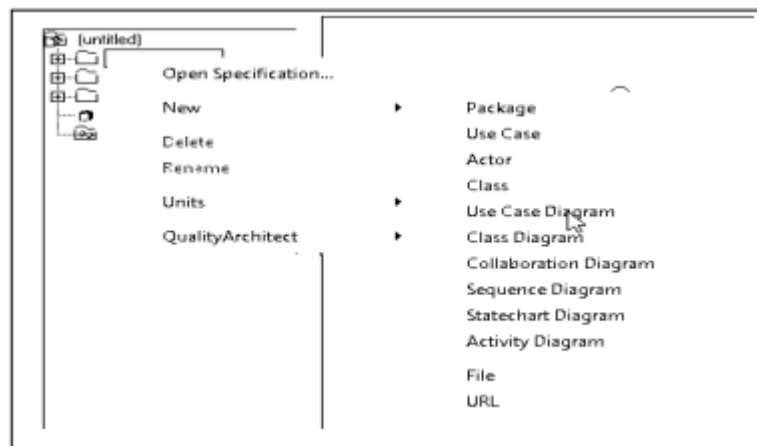 (untitled)
Open Specification...
New
Delete
Rename
Units
QualityArchitect
Package
Use Case
Actor
Class
Use Case Diagram
Class Diagram
Collaboration Diagram
Sequence Diagram
Statechart Diagram
Activity Diagram
File
URL